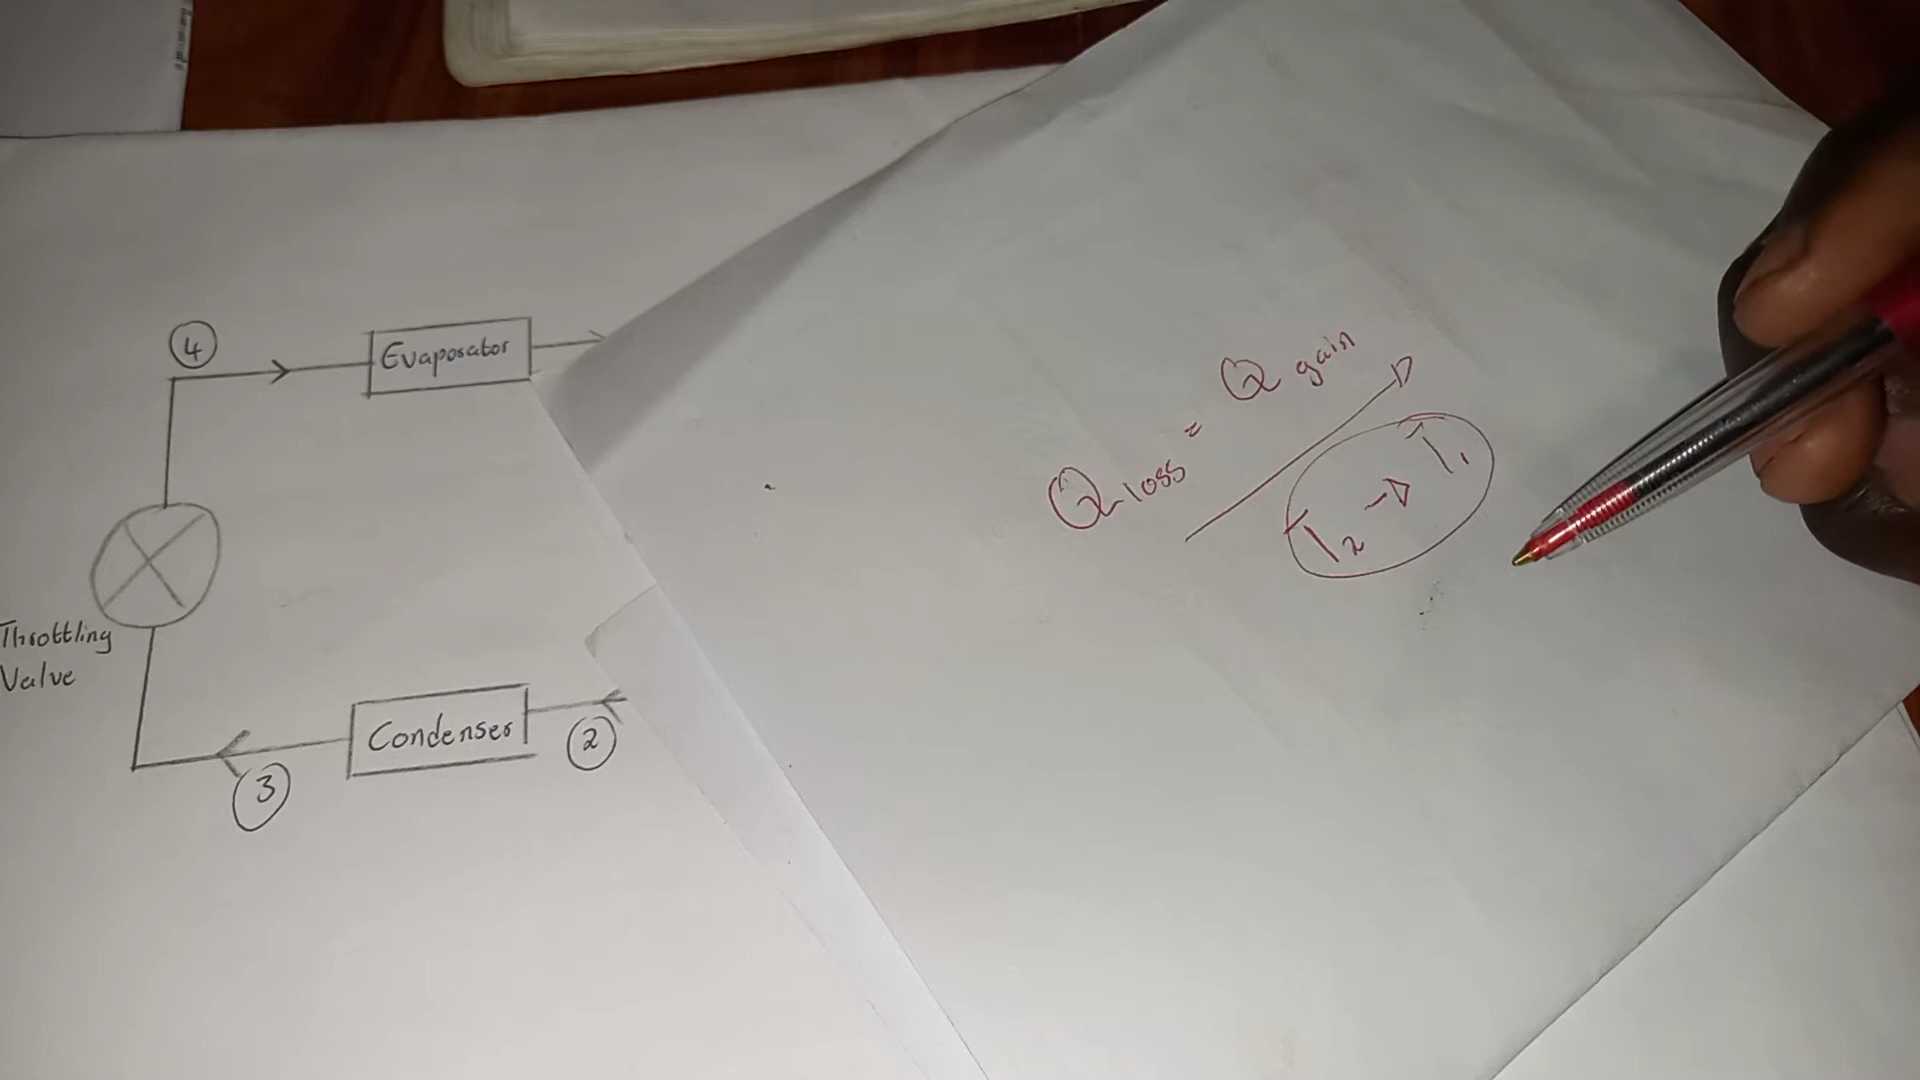 4
Evaporator
Throttling
Valve
Condenser
2
3
Q loss = Q gain
T₂ → T₁